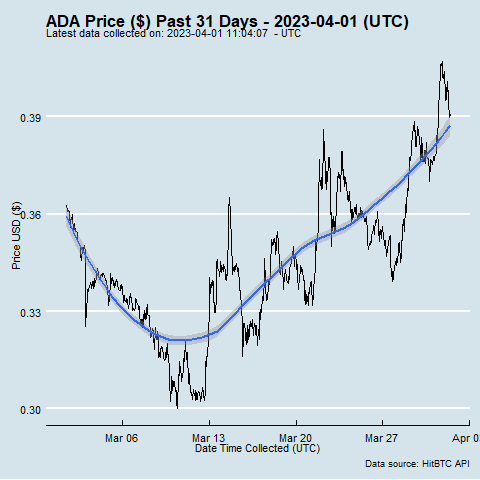 ADA Price ($) Past 31 Days - 2023-04-01 (UTC)
Latest data collected on: 2023-04-01 11:04:07 - UTC
0.39
0.36
0.33
0.30
Price USD ($)
Mar 06 Mar 13 Mar 20 Mar 27 Apr 0
Date Time Collected (UTC)
Data source: HitBTC API